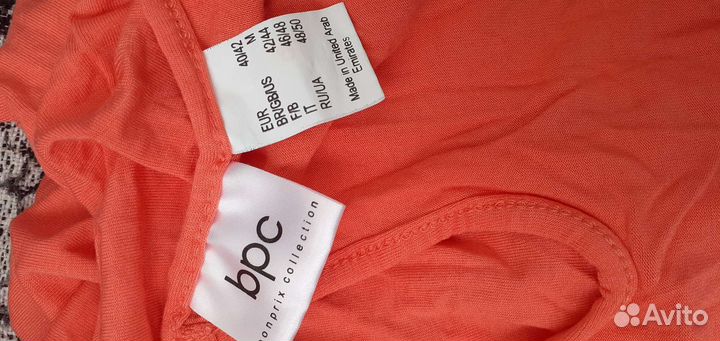 EUR 40/42
BR/GB/US M
F/B 42/44
IT 46/48
RU/UA 48/50
Made in United Arab
Emirates
bpc
onprix collection
Avito